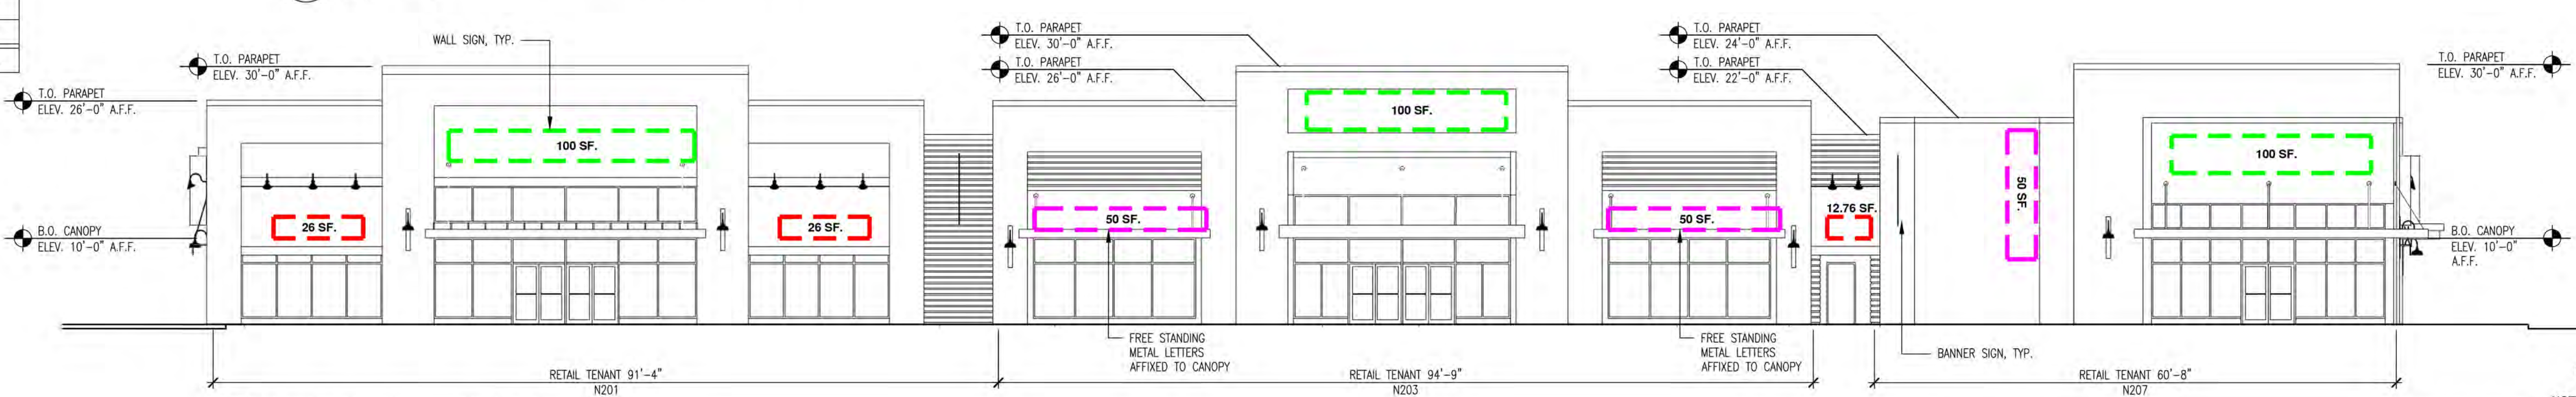 T.O. PARAPET
ELEV. 26'-0" A.F.F.
T.O. PARAPET
ELEV. 30'-0" A.F.F.
WALL SIGN, TYP.
T.O. PARAPET
ELEV. 30'-0" A.F.F.
T.O. PARAPET
ELEV. 26'-0" A.F.F.
T.O. PARAPET
ELEV. 24'-0" A.F.F.
T.O. PARAPET
ELEV. 22'-0" A.F.F.
T.O. PARAPET
ELEV. 30'-0" A.F.F.
100 SF.
100 SF.
100 SF.
B.O. CANOPY
ELEV. 10'-0" A.F.F.
26 SF.
26 SF.
50 SF.
50 SF.
12.76 SF.
50 SF.
B.O. CANOPY
ELEV. 10'-0"
A.F.F.
FREE STANDING
METAL LETTERS
AFFIXED TO CANOPY
FREE STANDING
METAL LETTERS
AFFIXED TO CANOPY
BANNER SIGN, TYP.
RETAIL TENANT 91'-4"
N201
RETAIL TENANT 94'-9"
N203
RETAIL TENANT 60'-8"
N207